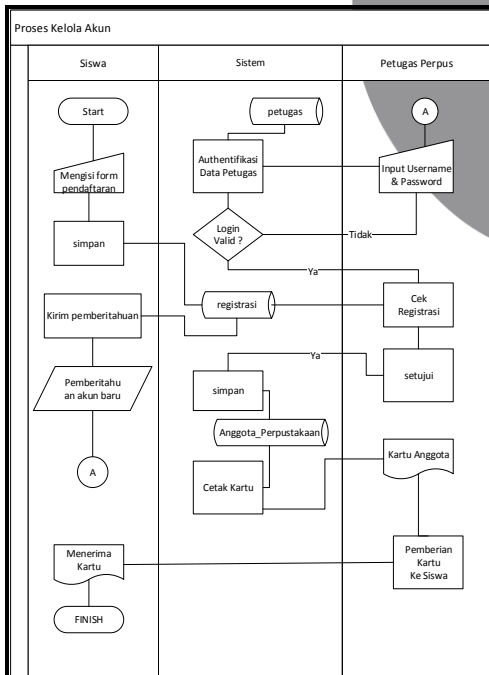 Proses Kelola Akun
Siswa
Sistem
Petugas Perpus
Start
petugas
A
Mengisi form
pendaftaran
Authentifikasi
Data Petugas
Input Username
& Password
simpan
Login
Valid ?
Tidak
Ya
Kirim pemberitahuan
registrasi
Cek
Registrasi
Pemberitahu
an akun baru
Ya
simpan
setujui
Anggota_Perpustakaan
A
Cetak Kartu
Kartu Anggota
Menerima
Kartu
Pemberian
Kartu
Ke Siswa
FINISH